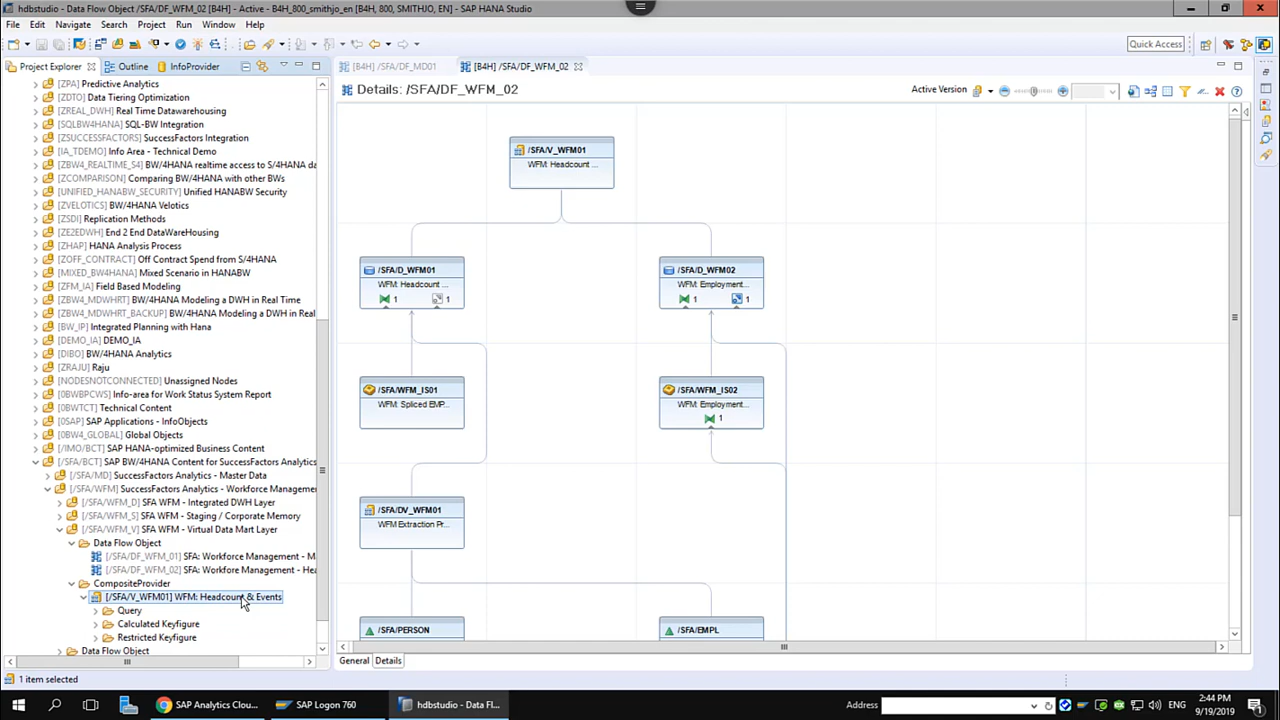 hdbstudio - Data Flow Object /SFA/DF_WFM_02 [B4H] - Active - B4H_800_smithjo_en [B4H, 800, SMITHJO, EN] - SAP HANA Studio
File Edit Navigate Search Project Run Window Help
Quick Access
Project Explorer Outline InfoProvider
[B4H] /SFA/DF_MD01 [B4H] /SFA/DF_WFM_02
Details: /SFA/DF_WFM_02
Active Version
[ZPA] Predictive Analytics
[ZDTO] Data Tiering Optimization
[ZREAL_DWH] Real Time Datawarehousing
[SQLBW4HANA] SQL-BW Integration
[ZSUCCESSFACTORS] SuccessFactors Integration
[IA_TDEMO] Info Area - Technical Demo
[ZBW4_REALTIME_S4] BW/4HANA realtime access to S/4HANA da
[ZCOMPARISON] Comparing BW/4HANA with other BWs
[UNIFIED_HANABW_SECURITY] Unified HANABW Security
[ZVELOTICS] BW/4HANA Velotics
[ZSDI] Replication Methods
[ZE2EDWH] End 2 End DataWareHousing
[ZHAP] HANA Analysis Process
[ZOFF_CONTRACT] Off Contract Spend from S/4HANA
[MIXED_BW4HANA] Mixed Scenario in HANABW
[ZFM_IA] Field Based Modeling
[ZBW4_MDWHRT] BW/4HANA Modeling a DWH in Real Time
[ZBW4_MDWHRT_BACKUP] BW/4HANA Modeling a DWH in Real
[BW_IP] Integrated Planning with Hana
[DEMO_IA] DEMO_IA
[DIBO] BW/4HANA Analytics
[ZRAJU] Raju
[NODESNOTCONNECTED] Unassigned Nodes
[0BWBPCWS] Info-area for Work Status System Report
[0BWTCT] Technical Content
[0SAP] SAP Applications - InfoObjects
[0BW4_GLOBAL] Global Objects
[/IMO/BCT] SAP HANA-optimized Business Content
[/SFA/BCT] SAP BW/4HANA Content for SuccessFactors Analytics
[/SFA/MD] SuccessFactors Analytics - Master Data
[/SFA/WFM] SuccessFactors Analytics - Workforce Manageme
[/SFA/WFM_D] SFA WFM - Integrated DWH Layer
[/SFA/WFM_S] SFA WFM - Staging / Corporate Memory
[/SFA/WFM_V] SFA WFM - Virtual Data Mart Layer
Data Flow Object
[/SFA/DF_WFM_01] SFA: Workforce Management - M
[/SFA/DF_WFM_02] SFA: Workfore Management - Hea
CompositeProvider
[/SFA/V_WFM01] WFM: Headcount & Events
Query
Calculated Keyfigure
Restricted Keyfigure
Data Flow Object
/SFA/V_WFM01
WFM: Headcount ...
/SFA/D_WFM01
WFM: Headcount ...
1 1
/SFA/D_WFM02
WFM: Employment...
1 1
/SFA/WFM_IS01
WFM: Spliced EMP...
/SFA/WFM_IS02
WFM: Employment...
1
/SFA/DV_WFM01
WFM Extraction Pr...
/SFA/PERSON
/SFA/EMPL
General Details
1 item selected
SAP Analytics Clou... SAP Logon 760 hdbstudio - Data Fl... Address ENG 2:44 PM
9/19/2019
1